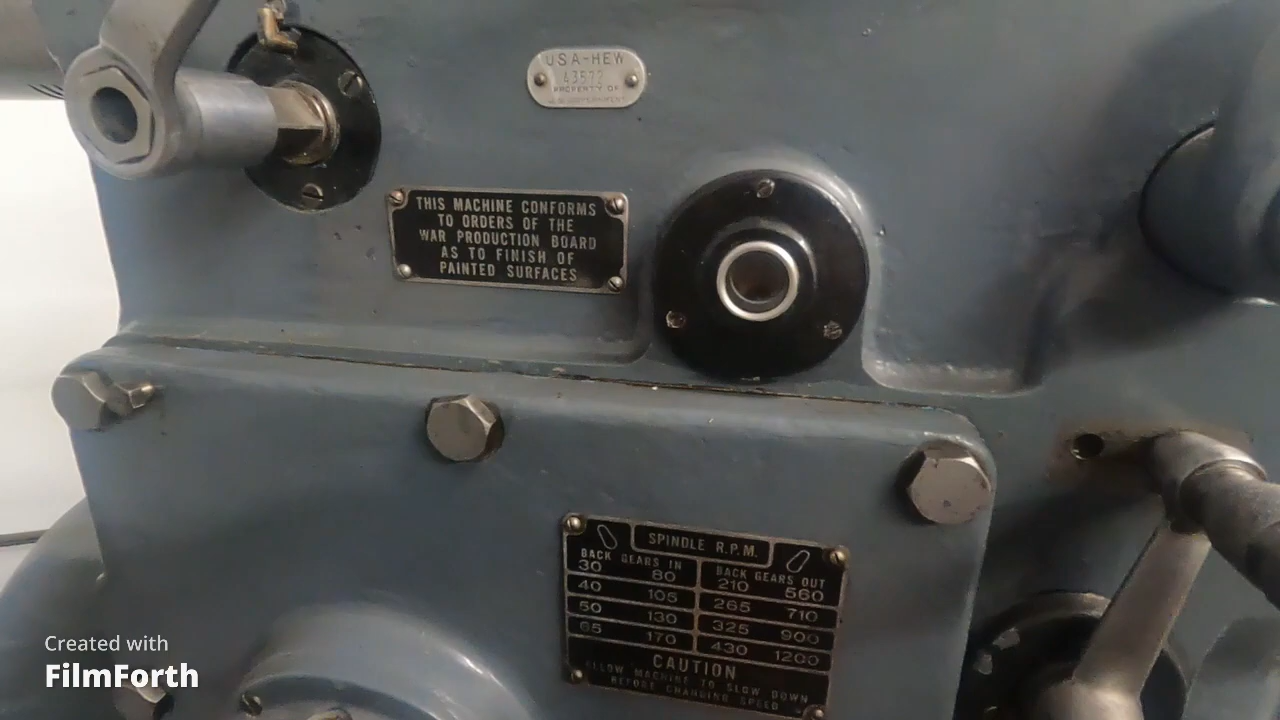 USA-HEW
43572
PROPERTY OF
U.S. GOVERNMENT
THIS MACHINE CONFORMS
TO ORDERS OF THE
WAR PRODUCTION BOARD
AS TO FINISH OF
PAINTED SURFACES
SPINDLE R.P.M.
BACK GEARS IN BACK GEARS OUT
30 80 210 560
40 105 265 710
50 130 325 900
65 170 430 1200
CAUTION
ALLOW MACHINE TO SLOW DOWN
BEFORE CHANGING SPEED
Created with
FilmForth